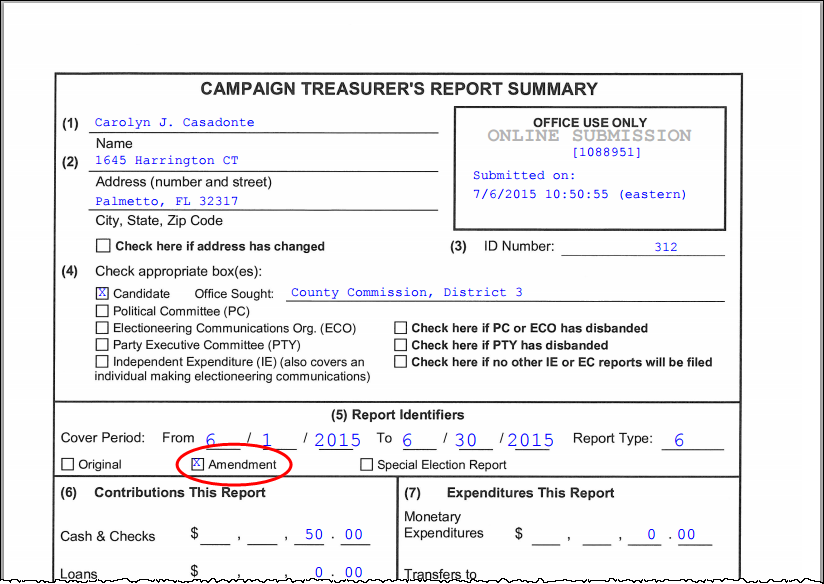 CAMPAIGN TREASURER'S REPORT SUMMARY
(1) Carolyn J. Casadonte
Name
(2) 1645 Harrington CT
Address (number and street)
Palmetto, FL 32317
City, State, Zip Code
OFFICE USE ONLY
ONLINE SUBMISSION
[1088951]
Submitted on:
7/6/2015 10:50:55 (eastern)
Check here if address has changed
(3) ID Number: 312
(4) Check appropriate box(es):
X Candidate Office Sought: County Commission, District 3
Political Committee (PC)
Electioneering Communications Org. (ECO) Check here if PC or ECO has disbanded
Party Executive Committee (PTY) Check here if PTY has disbanded
Independent Expenditure (IE) (also covers an Check here if no other IE or EC reports will be filed
individual making electioneering communications)
(5) Report Identifiers
Cover Period: From 6 / 1 / 2015 To 6 / 30 / 2015 Report Type: 6
Original X Amendment Special Election Report
(6) Contributions This Report
Cash & Checks $ , , 50 . 00
Loans $ , , 0 . 00
(7) Expenditures This Report
Monetary
Expenditures $ , , 0 . 00
Transfers to